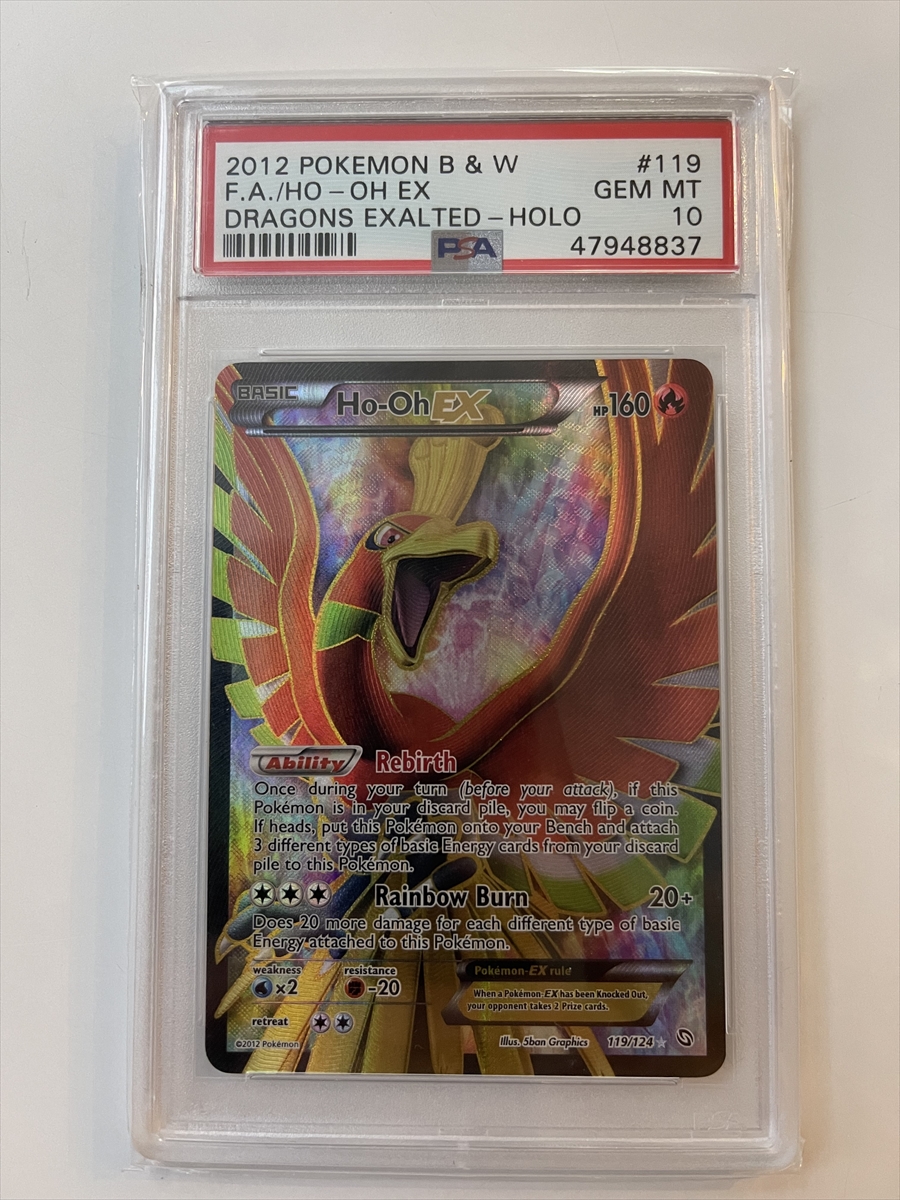 2012 POKEMON B & W #119
F.A./HO-OH EX GEM MT
DRAGONS EXALTED-HOLO 10
PSA 47948837
BASIC Ho-Oh EX HP 160
Ability Rebirth
Once during your turn (before your attack), if this
Pokémon is in your discard pile, you may flip a coin.
If heads, put this Pokémon onto your Bench and attach
3 different types of basic Energy cards from your discard
pile to this Pokémon.
Rainbow Burn 20+
Does 20 more damage for each different type of basic
Energy attached to this Pokémon.
weakness resistance Pokémon-EX rule
×2 -20
When a Pokémon-EX has been Knocked Out,
your opponent takes 2 Prize cards.
retreat
©2012 Pokémon Illus. 5ban Graphics 119/124
PSA